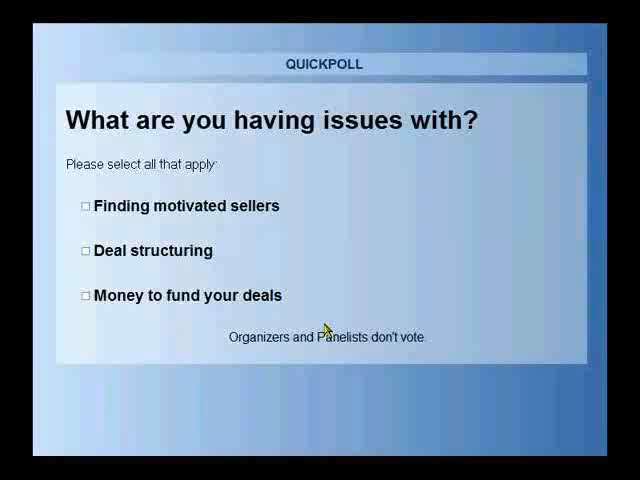 QUICKPOLL
What are you having issues with?
Please select all that apply:
Finding motivated sellers
Deal structuring
Money to fund your deals
Organizers and Panelists don't vote.